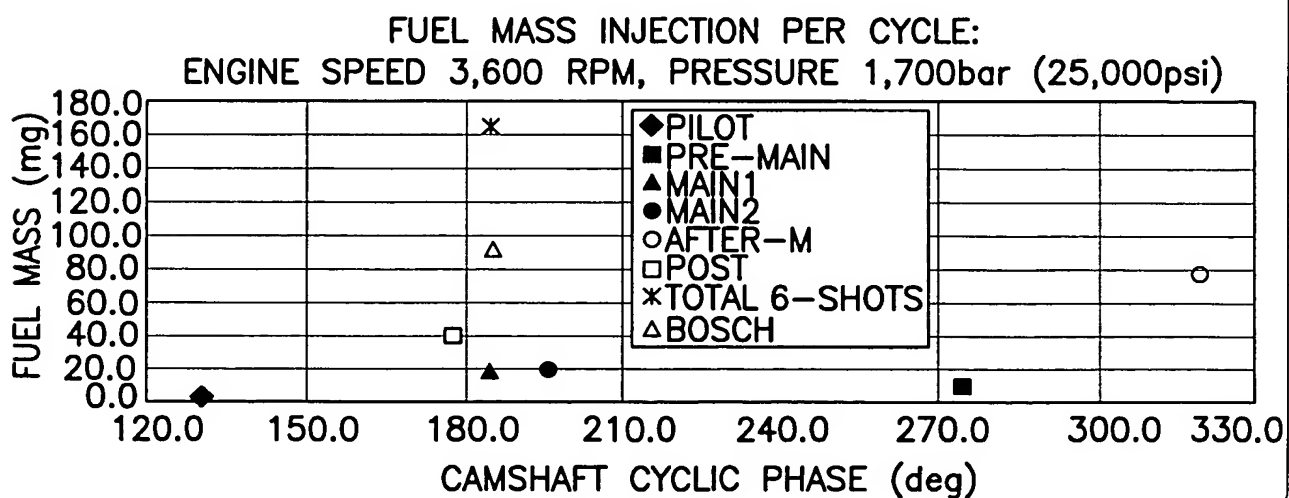 FUEL MASS INJECTION PER CYCLE:
ENGINE SPEED 3,600 RPM, PRESSURE 1,700bar (25,000psi)
FUEL MASS (mg)
180.0
160.0
140.0
120.0
100.0
80.0
60.0
40.0
20.0
0.0
PILOT
PRE-MAIN
MAIN1
MAIN2
AFTER-M
POST
TOTAL 6-SHOTS
BOSCH
120.0 150.0 180.0 210.0 240.0 270.0 300.0 330.0
CAMSHAFT CYCLIC PHASE (deg)